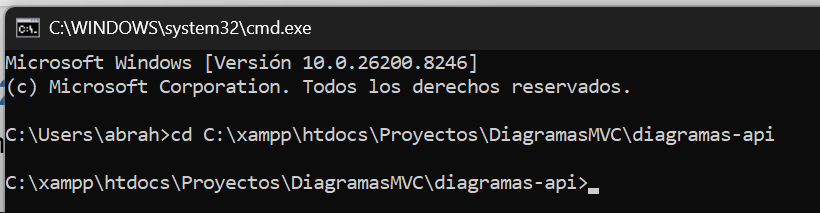 C:\WINDOWS\system32\cmd.exe
Microsoft Windows [Versión 10.0.26200.8246]
(c) Microsoft Corporation. Todos los derechos reservados.
C:\Users\abrah>cd C:\xampp\htdocs\Proyectos\DiagramasMVC\diagramas-api
C:\xampp\htdocs\Proyectos\DiagramasMVC\diagramas-api>